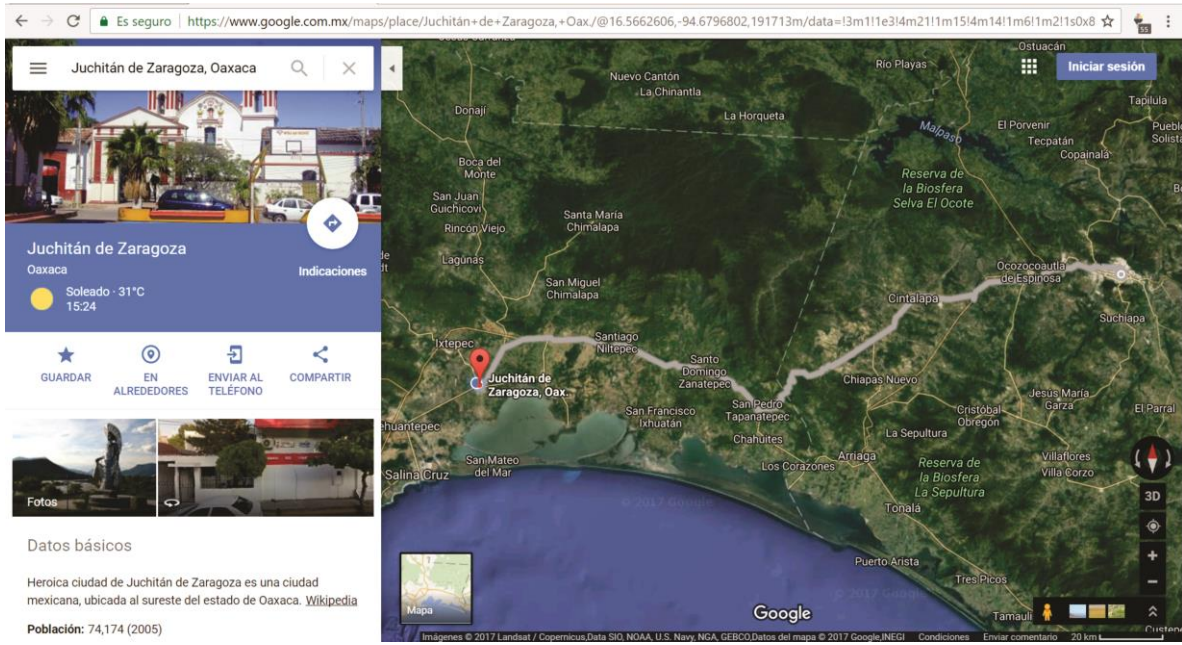 Es seguro
https://www.google.com.mx/maps/place/Juchitán+de+Zaragoza,+Oax./@16.5662606,-94.6796802,191713m/data=!3m1!1e3!4m21!1m15!4m14!1m6!1m2!1s0x8
55
Juchitán de Zaragoza, Oaxaca
Juchitán de Zaragoza
Oaxaca
Soleado · 31°C
15:24
Indicaciones
GUARDAR
EN
ALREDEDORES
ENVIAR AL
TELÉFONO
COMPARTIR
Fotos
Datos básicos
Heroica ciudad de Juchitán de Zaragoza es una ciudad
mexicana, ubicada al sureste del estado de Oaxaca. Wikipedia
Población: 74,174 (2005)
Iniciar sesión
Ostuacán
Río Playas
Nuevo Cantón
La Chinantla
Donají
La Horqueta
Tapilula
Malpaso
El Porvenir
Tecpatán
Copainalá
Pueblo
Solista
Boca del
Monte
Reserva de
la Biosfera
Selva El Ocote
San Juan
Guichicovi
Rincón Viejo
Santa María
Chimalapa
Lagunas
San Miguel
Chimalapa
Ocozocoautla
de Espinosa
Cintalapa
Suchiapa
Ixtepec
Santiago
Niltepec
Santo
Domingo
Zanatepec
Juchitán de
Zaragoza, Oax.
Chiapas Nuevo
Jesús María
Garza
El Parral
San Francisco
Ixhuatán
San Pedro
Tapanatepec
Cristóbal
Obregón
huantepec
Chahuites
La Sepultura
San Mateo
del Mar
Salina Cruz
Los Corazones
Arriaga
Reserva de
la Biosfera
La Sepultura
Villaflores
Villa Corzo
3D
Tonalá
© 2017 Google
Puerto Arista
Tres Picos
© 2017 Google
Mapa
Google
Tamauli
Custep
Imágenes © 2017 Landsat / Copernicus,Data SIO, NOAA, U.S. Navy, NGA, GEBCO,Datos del mapa © 2017 Google,INEGI
Condiciones
Enviar comentario
20 km